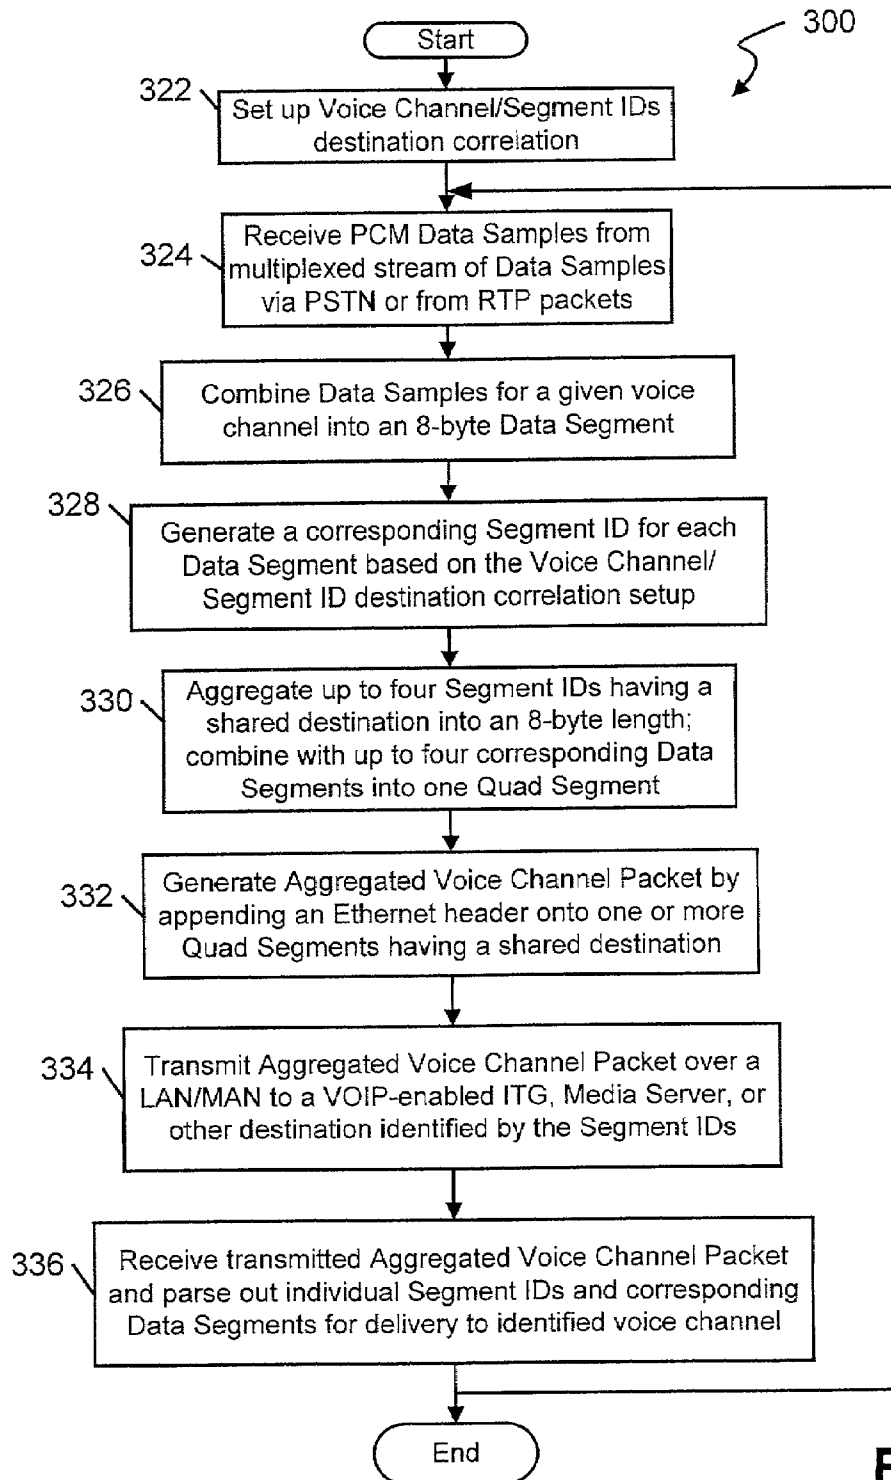 300
Start
322
Set up Voice Channel/Segment IDs
destination correlation
324
Receive PCM Data Samples from
multiplexed stream of Data Samples
via PSTN or from RTP packets
326
Combine Data Samples for a given voice
channel into an 8-byte Data Segment
328
Generate a corresponding Segment ID for each
Data Segment based on the Voice Channel/
Segment ID destination correlation setup
330
Aggregate up to four Segment IDs having a
shared destination into an 8-byte length;
combine with up to four corresponding Data
Segments into one Quad Segment
332
Generate Aggregated Voice Channel Packet by
appending an Ethernet header onto one or more
Quad Segments having a shared destination
334
Transmit Aggregated Voice Channel Packet over a
LAN/MAN to a VOIP-enabled ITG, Media Server, or
other destination identified by the Segment IDs
336
Receive transmitted Aggregated Voice Channel Packet
and parse out individual Segment IDs and corresponding
Data Segments for delivery to identified voice channel
End